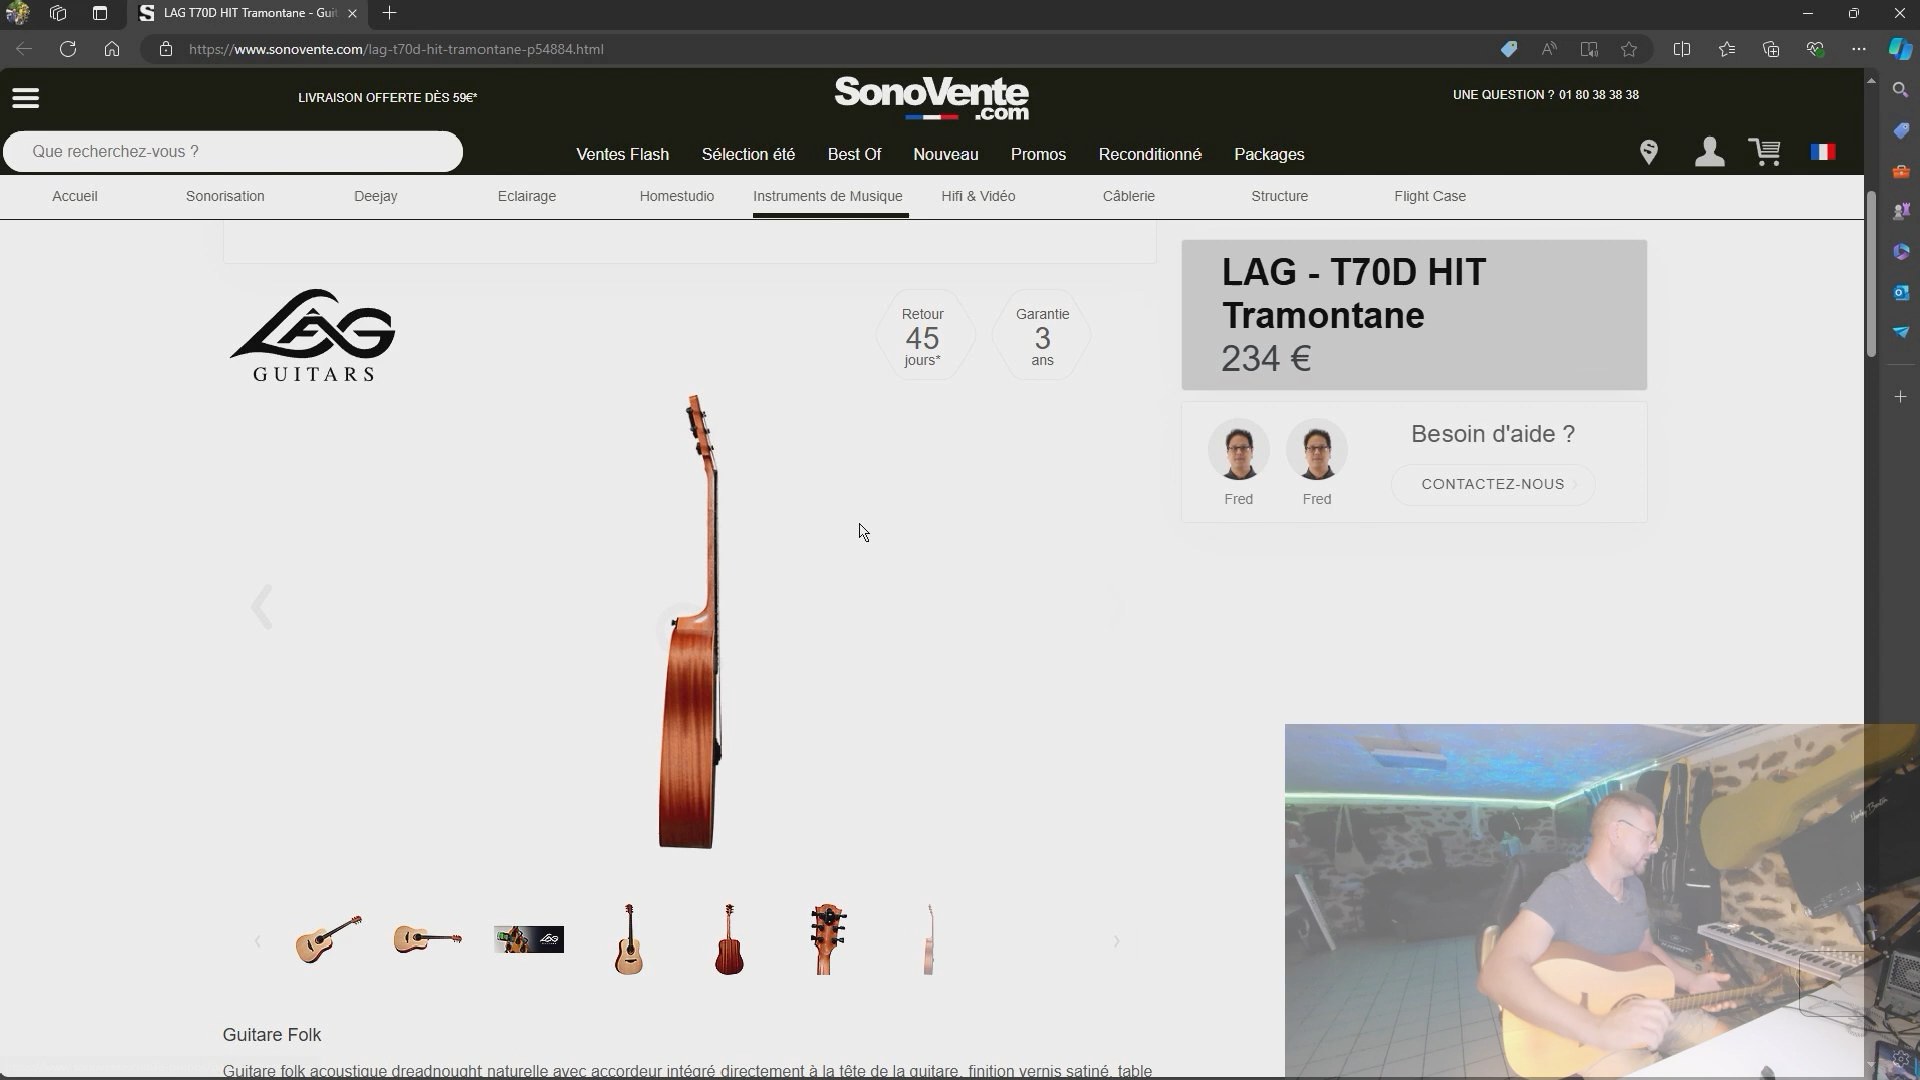 LAG T70D HIT Tramontane - Guit
https://www.sonovente.com/lag-t70d-hit-tramontane-p54884.html
LIVRAISON OFFERTE DÈS 59€*
SonoVente
.com
UNE QUESTION ? 01 80 38 38 38
Que recherchez-vous ?
Ventes Flash
Sélection été
Best Of
Nouveau
Promos
Reconditionné
Packages
Accueil
Sonorisation
Deejay
Eclairage
Homestudio
Instruments de Musique
Hifi & Vidéo
Câblerie
Structure
Flight Case
LÂG
GUITARS
Retour
45
jours*
Garantie
3
ans
LAG - T70D HIT
Tramontane
234 €
Besoin d'aide ?
CONTACTEZ-NOUS
Fred
Fred
Guitare Folk
Guitare folk acoustique dreadnought naturelle avec accordeur intégré directement à la tête de la guitare, finition vernis satiné, table